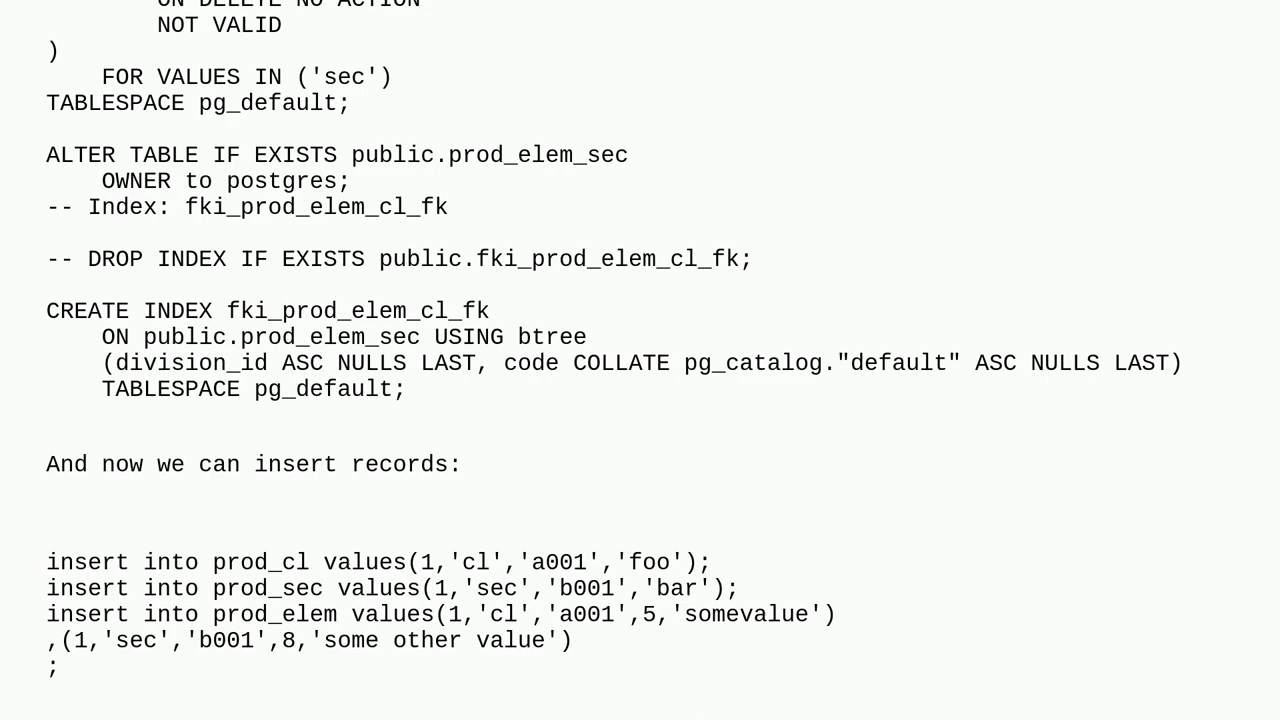 ON DELETE NO ACTION
NOT VALID
)
FOR VALUES IN ('sec')
TABLESPACE pg_default;
ALTER TABLE IF EXISTS public.prod_elem_sec
OWNER to postgres;
-- Index: fki_prod_elem_cl_fk
-- DROP INDEX IF EXISTS public.fki_prod_elem_cl_fk;
CREATE INDEX fki_prod_elem_cl_fk
ON public.prod_elem_sec USING btree
(division_id ASC NULLS LAST, code COLLATE pg_catalog."default" ASC NULLS LAST)
TABLESPACE pg_default;
And now we can insert records:
insert into prod_cl values(1,'cl','a001','foo');
insert into prod_sec values(1,'sec','b001','bar');
insert into prod_elem values(1,'cl','a001',5,'somevalue')
,(1,'sec','b001',8,'some other value')
;